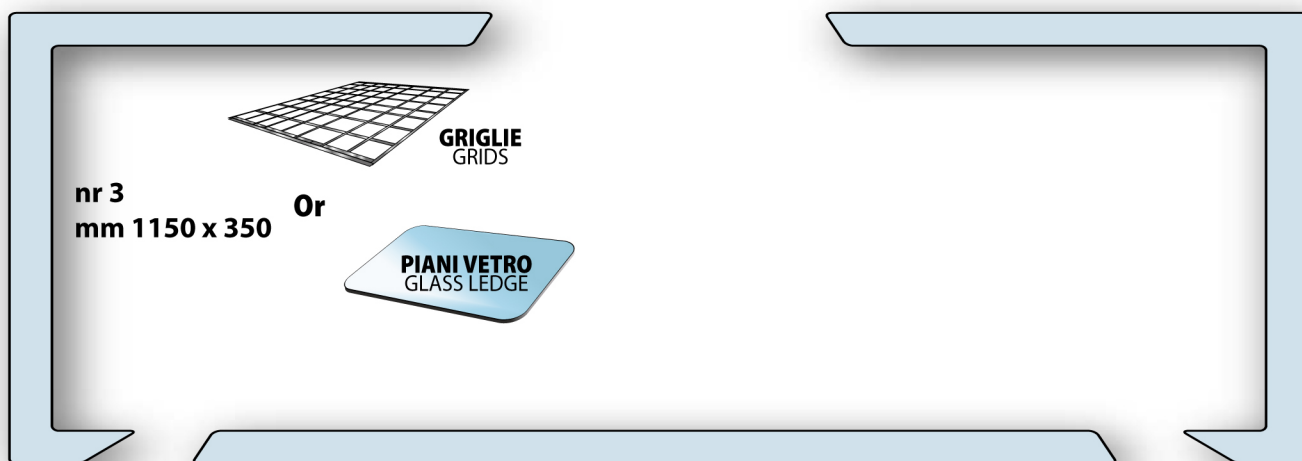 GRIGLIE
GRIDS
nr 3
mm 1150 x 350
Or
PIANI VETRO
GLASS LEDGE